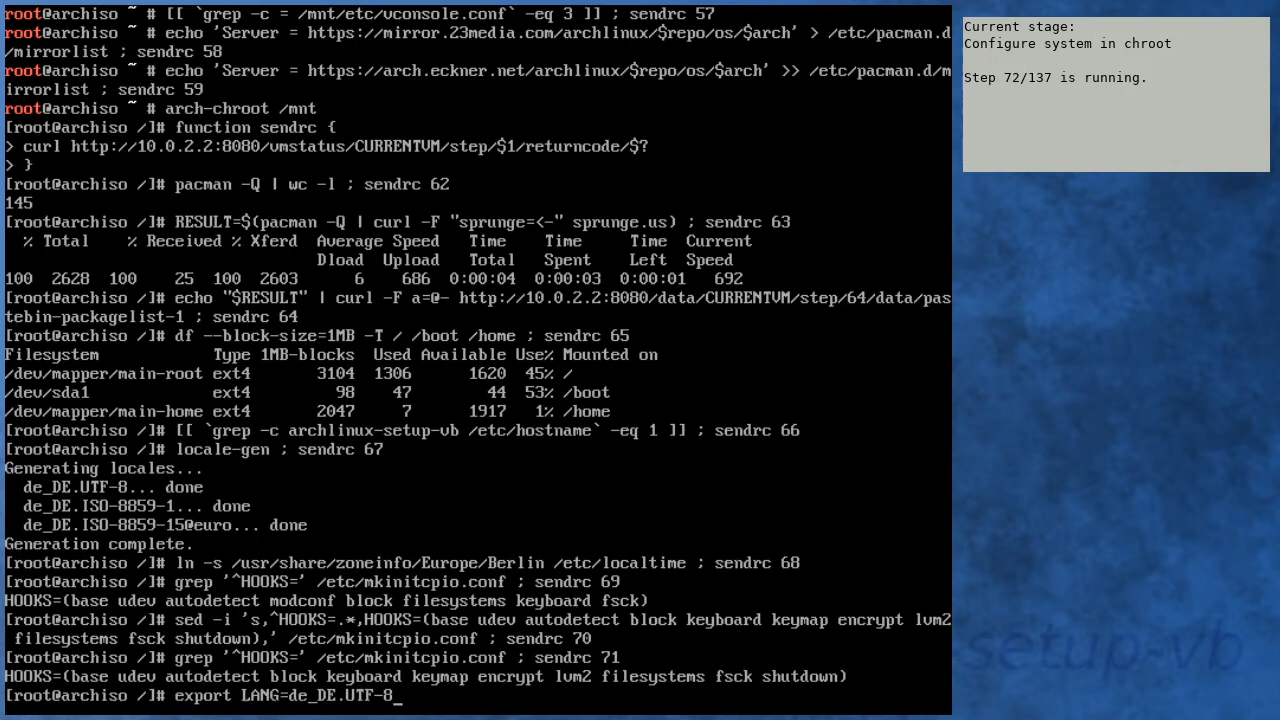 root@archiso ~ # [[ `grep -c = /mnt/etc/vconsole.conf` -eq 3 ]] ; sendrc 57
root@archiso ~ # echo 'Server = https://mirror.23media.com/archlinux/$repo/os/$arch' > /etc/pacman.d
/mirrorlist ; sendrc 58
root@archiso ~ # echo 'Server = https://arch.eckner.net/archlinux/$repo/os/$arch' >> /etc/pacman.d/m
irrorlist ; sendrc 59
root@archiso ~ # arch-chroot /mnt
[root@archiso /]# function sendrc {
> curl http://10.0.2.2:8080/vmstatus/CURRENTVM/step/$1/returncode/$?
> }
[root@archiso /]# pacman -Q | wc -l ; sendrc 62
145
[root@archiso /]# RESULT=$(pacman -Q | curl -F "sprunge=<-" sprunge.us) ; sendrc 63
  % Total    % Received % Xferd  Average Speed   Time    Time     Time  Current
                                 Dload  Upload   Total   Spent    Left  Speed
100  2628  100    25  100  2603      6    686  0:00:04  0:00:03  0:00:01   692
[root@archiso /]# echo "$RESULT" | curl -F a=@- http://10.0.2.2:8080/data/CURRENTVM/step/64/data/pas
tebin-packagelist-1 ; sendrc 64
[root@archiso /]# df --block-size=1MB -T / /boot /home ; sendrc 65
Filesystem            Type 1MB-blocks  Used Available Use% Mounted on
/dev/mapper/main-root ext4       3104  1306      1620  45% /
/dev/sda1             ext4         98    47        44  53% /boot
/dev/mapper/main-home ext4       2047     7      1917   1% /home
[root@archiso /]# [[ `grep -c archlinux-setup-vb /etc/hostname` -eq 1 ]] ; sendrc 66
[root@archiso /]# locale-gen ; sendrc 67
Generating locales...
  de_DE.UTF-8... done
  de_DE.ISO-8859-1... done
  de_DE.ISO-8859-15@euro... done
Generation complete.
[root@archiso /]# ln -s /usr/share/zoneinfo/Europe/Berlin /etc/localtime ; sendrc 68
[root@archiso /]# grep '^HOOKS=' /etc/mkinitcpio.conf ; sendrc 69
HOOKS=(base udev autodetect modconf block filesystems keyboard fsck)
[root@archiso /]# sed -i 's,^HOOKS=.*,HOOKS=(base udev autodetect block keyboard keymap encrypt lvm2
 filesystems fsck shutdown),' /etc/mkinitcpio.conf ; sendrc 70
[root@archiso /]# grep '^HOOKS=' /etc/mkinitcpio.conf ; sendrc 71
HOOKS=(base udev autodetect block keyboard keymap encrypt lvm2 filesystems fsck shutdown)
[root@archiso /]# export LANG=de_DE.UTF-8_
Current stage:
Configure system in chroot
Step 72/137 is running.
setup-vb